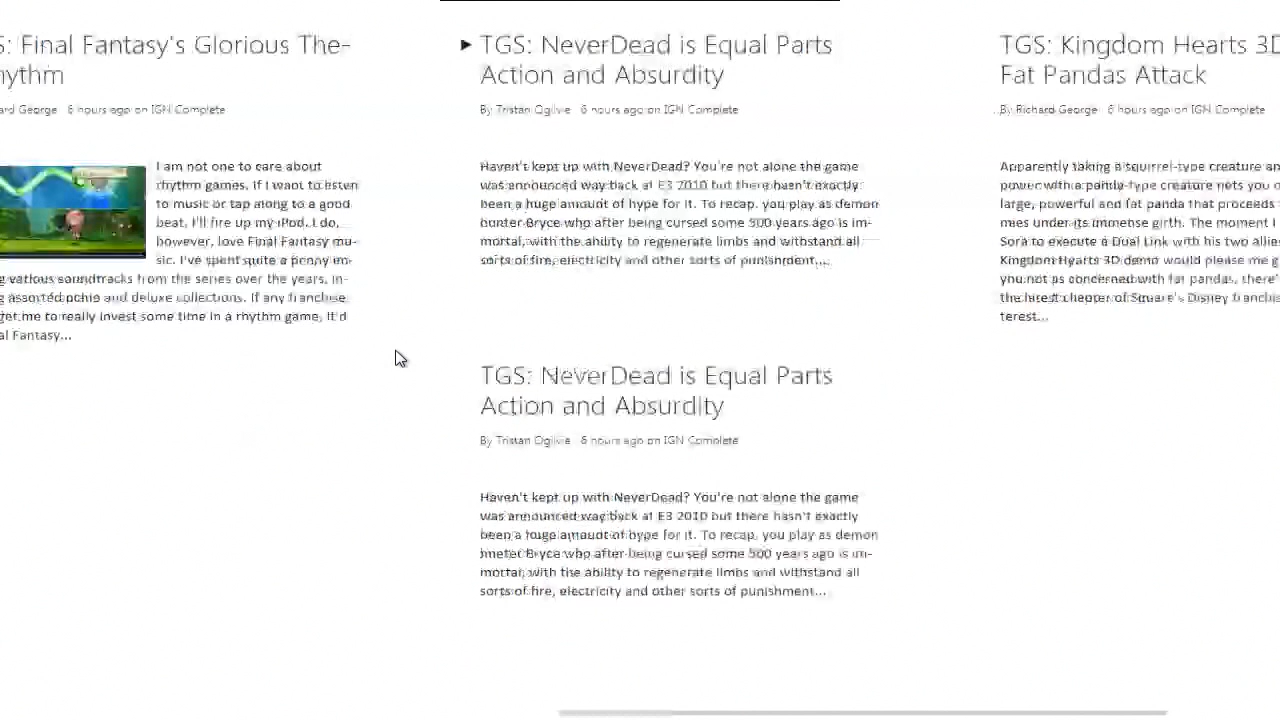 S: Final Fantasy's Glorious The-
hythm
ard George 6 hours ago on IGN Complete
I am not one to care about
rhythm games. If I want to listen
to music or tap along to a good
beat, I'll fire up my iPod. I do,
however, love Final Fantasy mu-
sic. I've spent quite a penny im-
g various soundtracks from the series over the years, in-
g assorted and deluxe collections. If any franchise
get me to really invest some time in a rhythm game, it'd
al Fantasy...
TGS: NeverDead is Equal Parts
Action and Absurdity
By Tristan Ogilvie 6 hours ago on IGN Complete
Haven't kept up with NeverDead? You're not alone the game
was announced way back at E3 2010 but there hasn't exactly
been a huge amount of hype for it. To recap, you play as demon
hunter Bryce who after being cursed some 500 years ago is im-
mortal, with the ability to regenerate limbs and withstand all
sorts of fire, electricity and other sorts of punishment...
TGS: NeverDead is Equal Parts
Action and Absurdity
By Tristan Ogilvie 6 hours ago on IGN Complete
Haven't kept up with NeverDead? You're not alone the game
was announced way back at E3 2010 but there hasn't exactly
been a huge amount of hype for it. To recap, you play as demon
hunter Bryce who after being cursed some 500 years ago is im-
mortal, with the ability to regenerate limbs and withstand all
sorts of fire, electricity and other sorts of punishment...
TGS: Kingdom Hearts 3D
Fat Pandas Attack
By Richard George 6 hours ago on IGN Complete
Apparently taking a squirrel-type creature an
power with a panda-type creature nets you
large, powerful and fat panda that proceeds
mes under its immense girth. The moment I
Sora to execute a Dual Link with his two allie
Kingdom Hearts 3D demo would please me g
you not as concerned with fat pandas, there'
the latest chapter of Square's Disney franchis
terest...